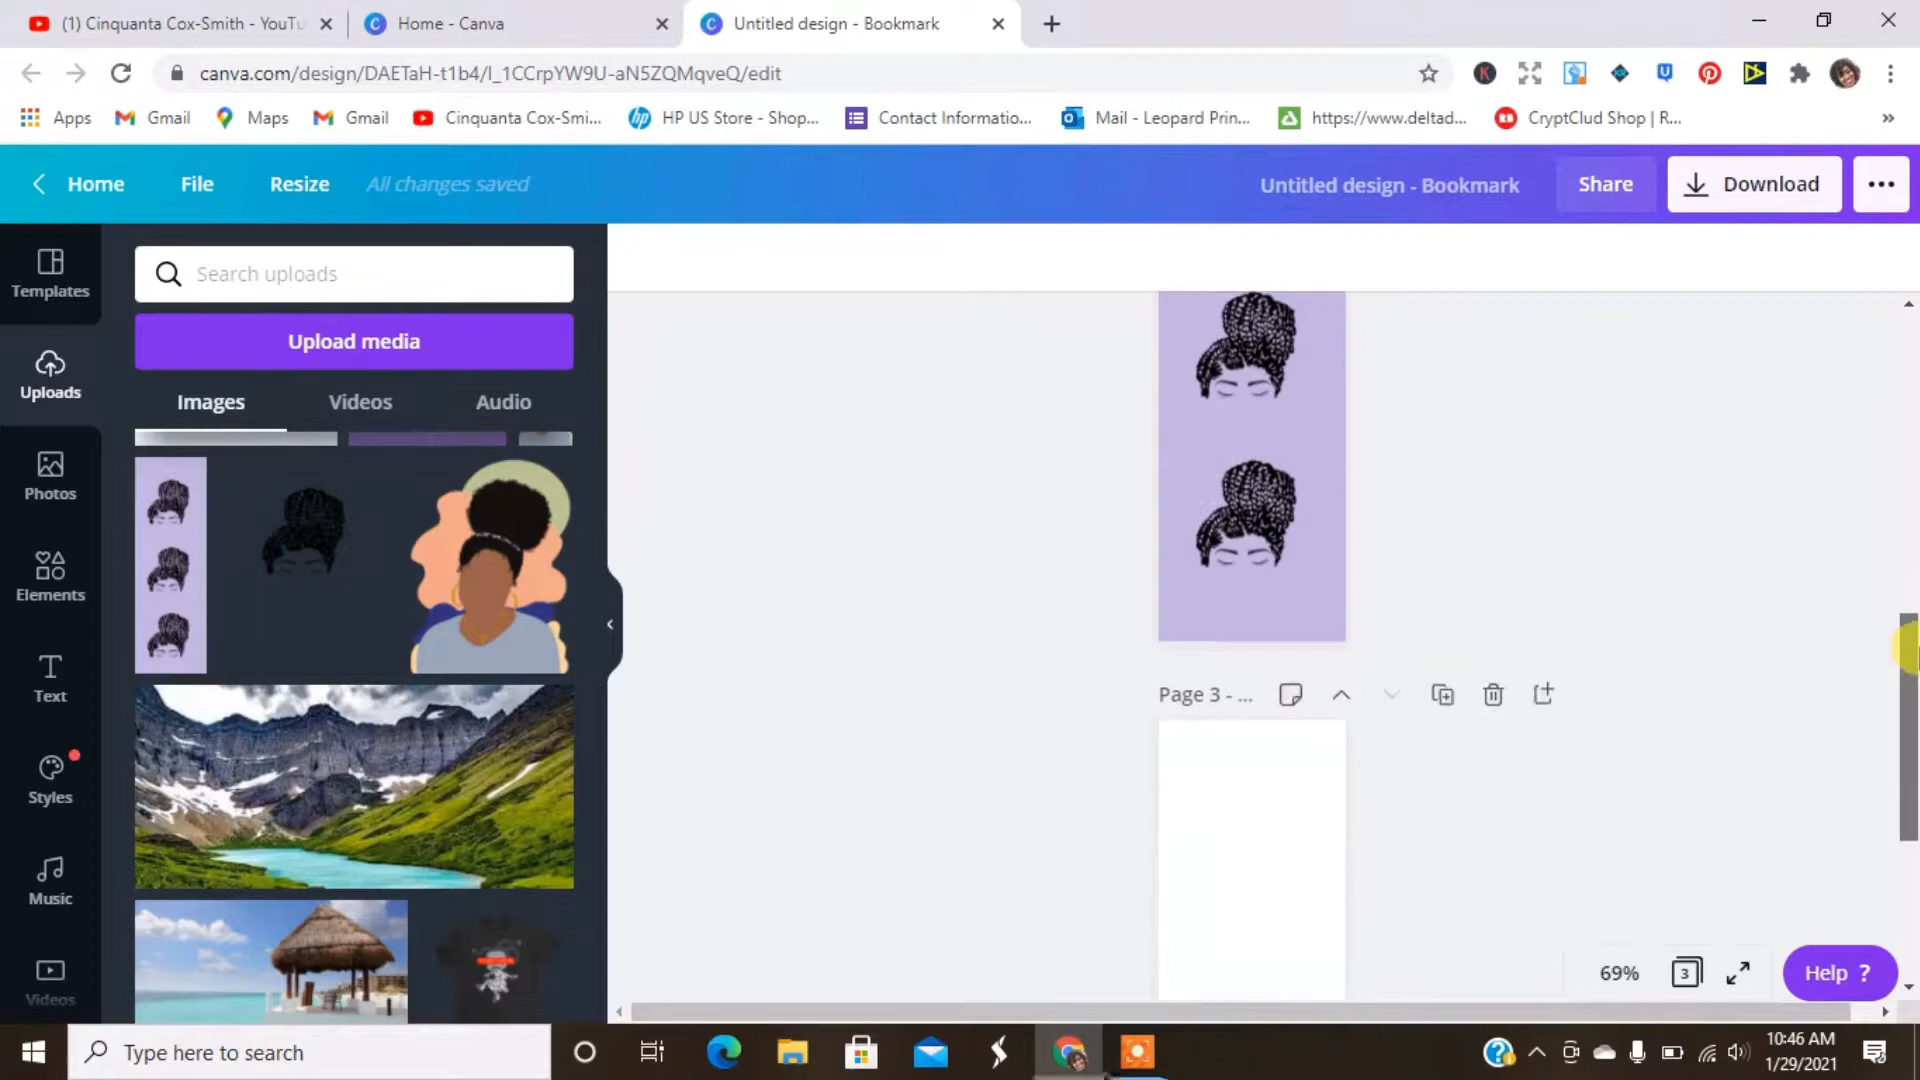 (1) Cinquanta Cox-Smith - YouTu
Home - Canva
Untitled design - Bookmark
canva.com/design/DAETaH-t1b4/l_1CCrpYW9U-aN5ZQMqveQ/edit
Apps
Gmail
Maps
Gmail
Cinquanta Cox-Smi...
HP US Store - Shop...
Contact Informatio...
Mail - Leopard Prin...
https://www.deltad...
CryptClud Shop | R...
Home
File
Resize
All changes saved
Untitled design - Bookmark
Share
Download
Templates
Uploads
Photos
Elements
Text
Styles
Music
Videos
Search uploads
Upload media
Images
Videos
Audio
Page 3 - ...
69%
3
Help ?
Type here to search
10:46 AM
1/29/2021